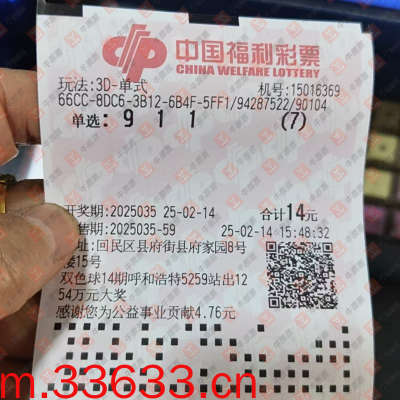 中国福利彩票
CHINA WELFARE LOTTERY
玩法:3D-单式 机号:15016369
66CC-8DC6-3B12-6B4F-5FF1/94287522/90104
单选: 9 1 1 (7)
开奖期:2025035 25-02-14 合计14元
售期:2025035-59 25-02-14 15:48:32
址:回民区县府街县府家园8号
楼15号
双色球14期呼和浩特5259站出12
54万元大奖
感谢您为公益事业贡献4.76元
m.33633.cn